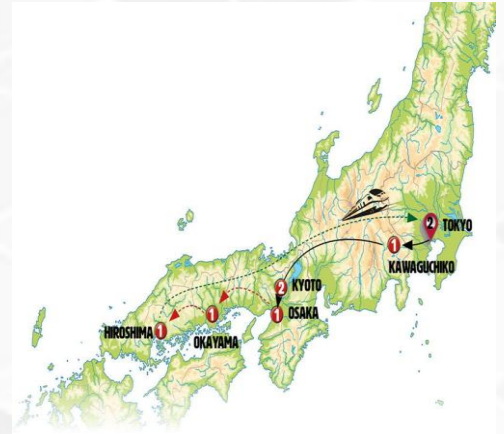 2 TOKYO
1
KAWAGUCHIKO
2 KYOTO
1 OSAKA
HIROSHIMA 1
1
OKAYAMA